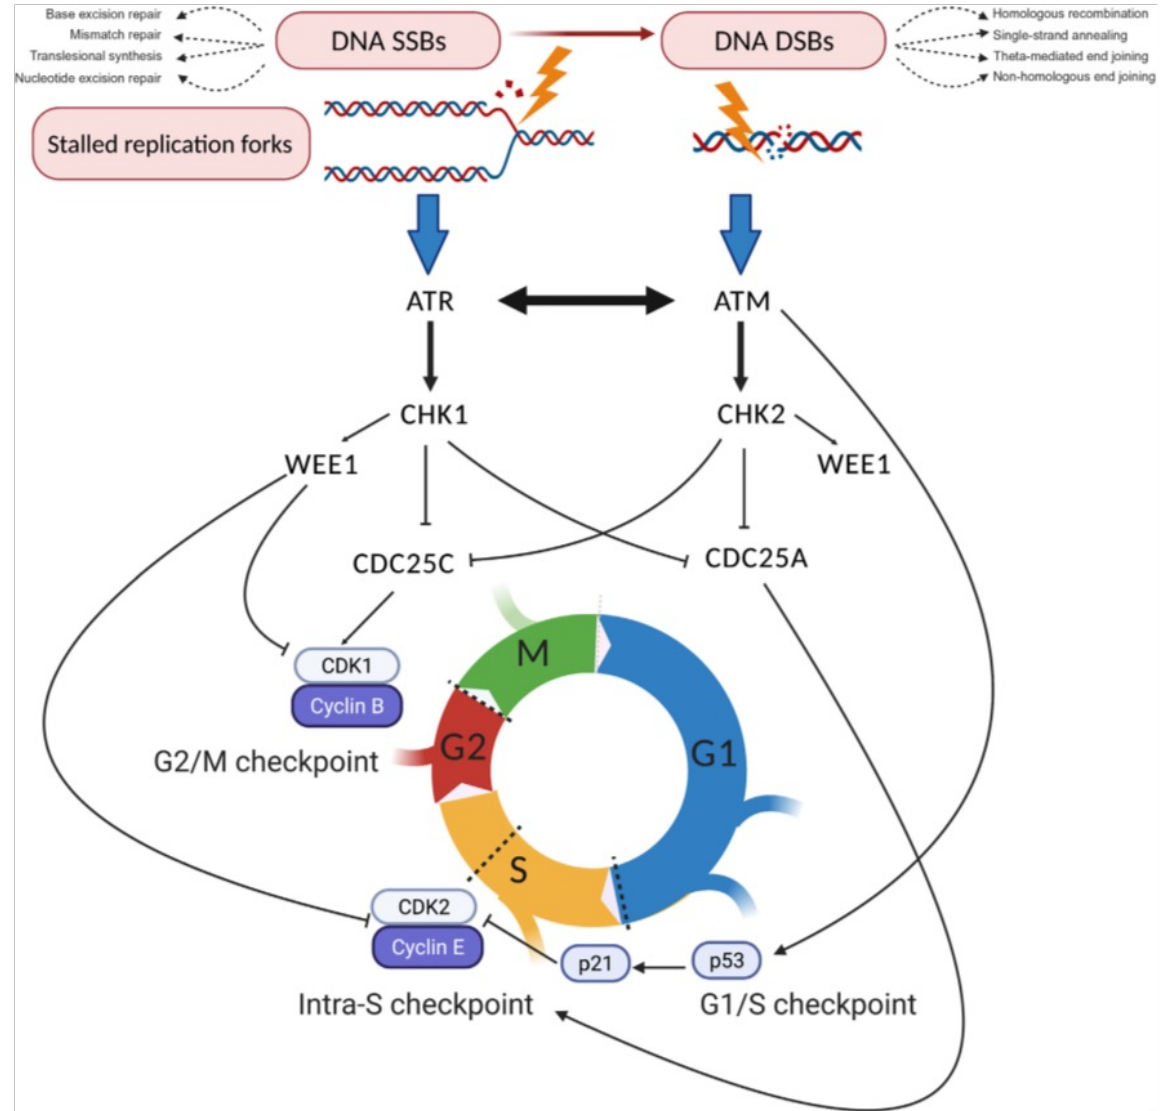 Base excision repair
Mismatch repair
Translesional synthesis
Nucleotide excision repair
DNA SSBs
DNA DSBs
Homologous recombination
Single-strand annealing
Theta-mediated end joining
Non-homologous end joining
Stalled replication forks
ATR
ATM
CHK1
CHK2
WEE1
WEE1
CDC25C
CDC25A
CDK1
Cyclin B
G2/M checkpoint
M
G2
G1
S
CDK2
Cyclin E
p21
p53
Intra-S checkpoint
G1/S checkpoint